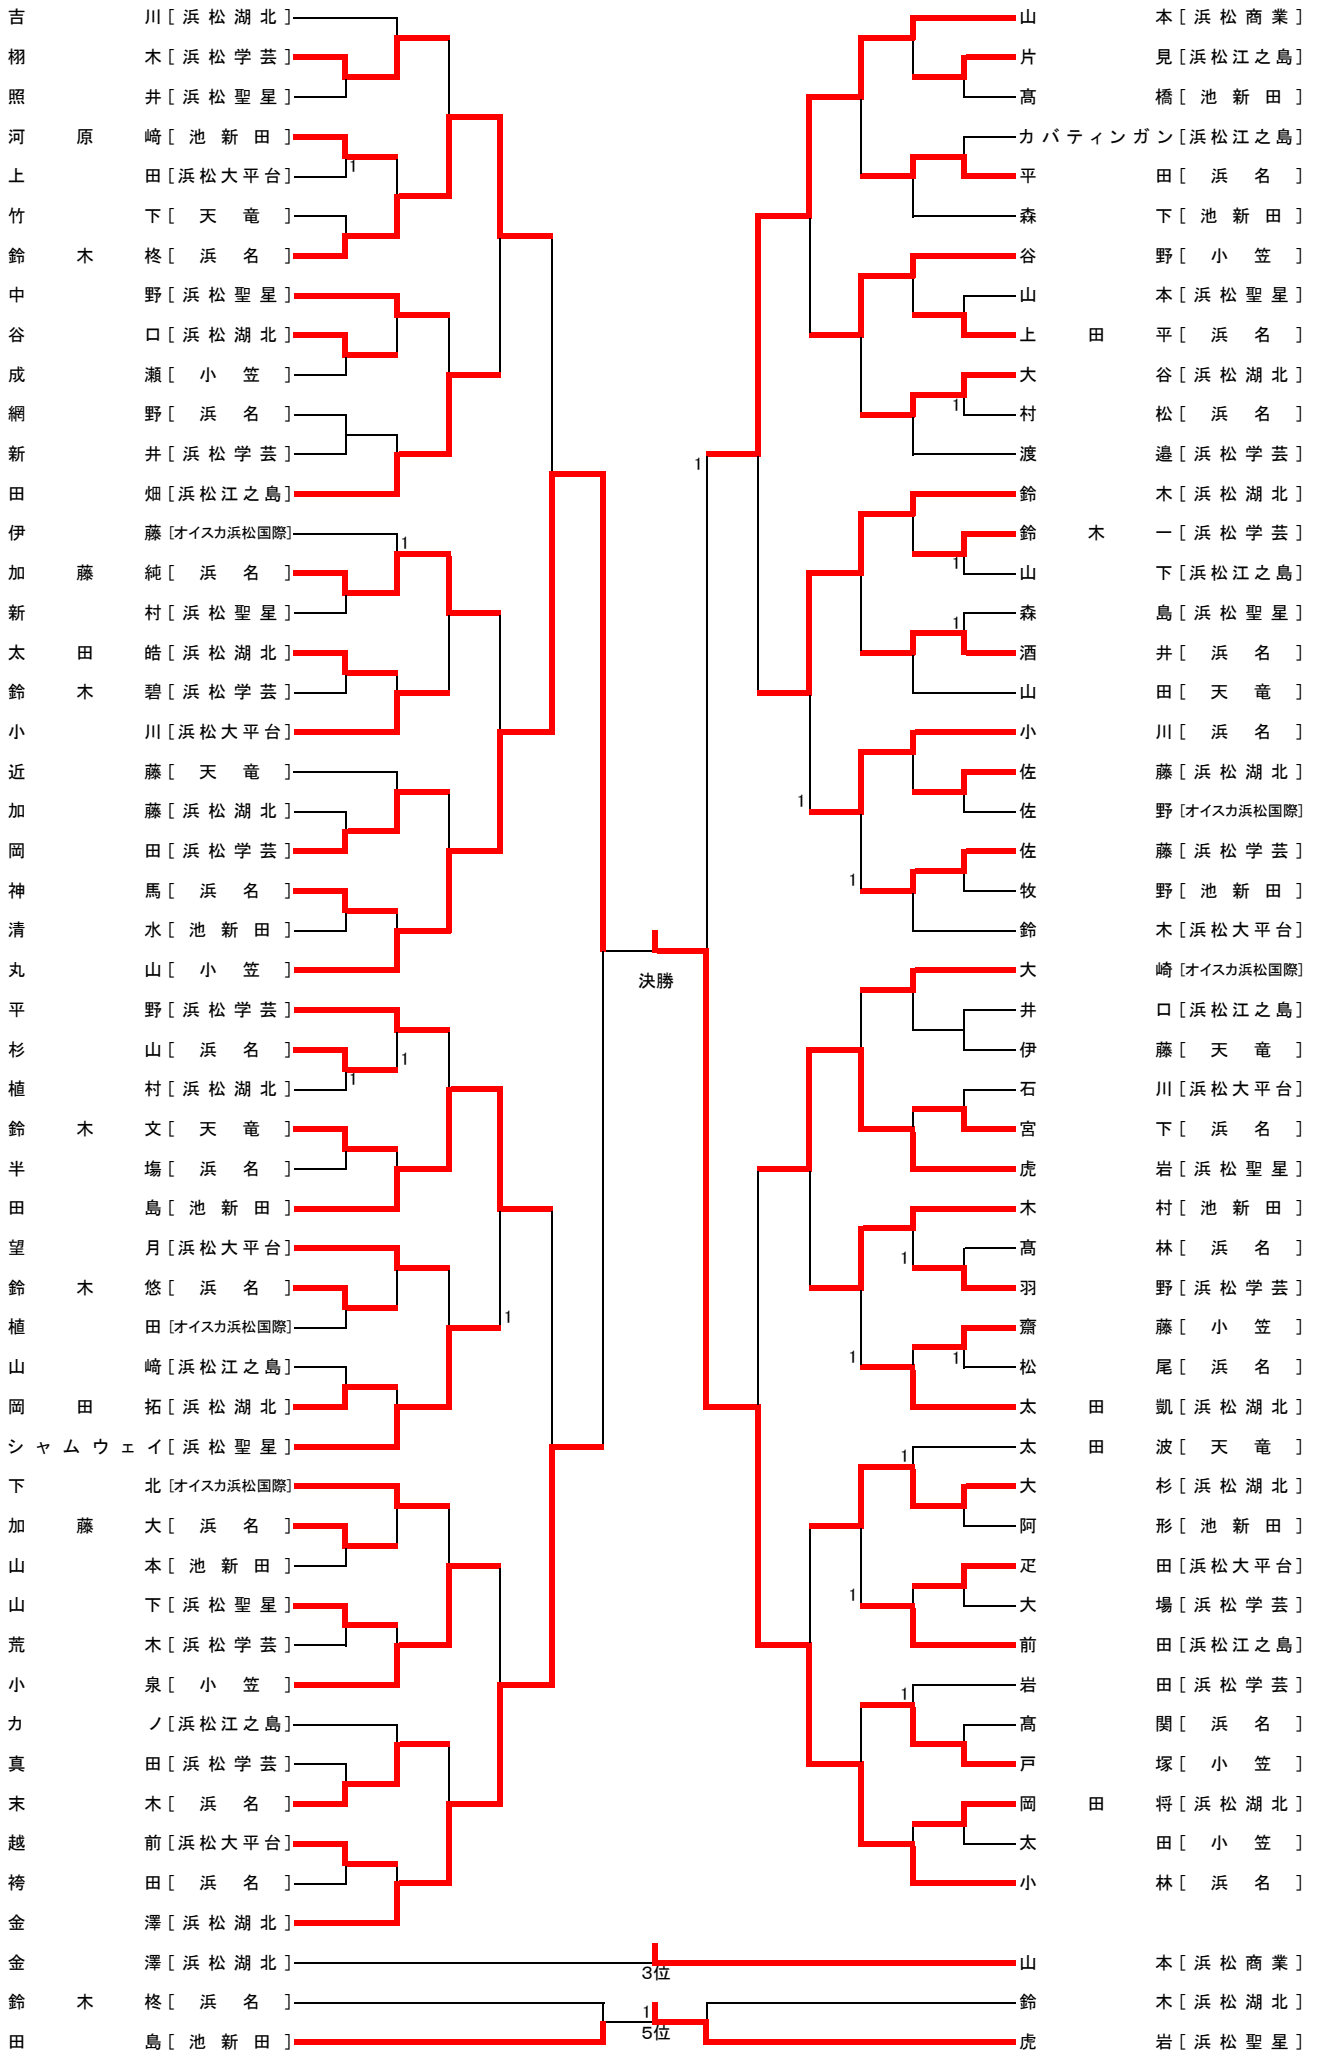 吉川[浜松湖北]
栩木[浜松学芸]
照井[浜松聖星]
河原﨑[池新田]
1
上田[浜松大平台]
竹下[天竜]
鈴木柊[浜名]
中野[浜松聖星]
谷口[浜松湖北]
成瀬[小笠]
網野[浜名]
新井[浜松学芸]
田畑[浜松江之島]
伊藤[オイスカ浜松国際]
1
加藤純[浜名]
新村[浜松聖星]
太田皓[浜松湖北]
鈴木碧[浜松学芸]
小川[浜松大平台]
近藤[天竜]
加藤[浜松湖北]
岡田[浜松学芸]
神馬[浜名]
清水[池新田]
丸山[小笠]
平野[浜松学芸]
杉山[浜名]
1
1
植村[浜松湖北]
鈴木文[天竜]
半塲[浜名]
田島[池新田]
望月[浜松大平台]
鈴木悠[浜名]
1
植田[オイスカ浜松国際]
山﨑[浜松江之島]
岡田拓[浜松湖北]
シャムウェイ[浜松聖星]
下北[オイスカ浜松国際]
加藤大[浜名]
山本[池新田]
山下[浜松聖星]
荒木[浜松学芸]
小泉[小笠]
カノ[浜松江之島]
真田[浜松学芸]
末木[浜名]
越前[浜松大平台]
袴田[浜名]
金澤[浜松湖北]
決勝
山本[浜松商業]
片見[浜松江之島]
髙橋[池新田]
カバティンガン[浜松江之島]
平田[浜名]
森下[池新田]
谷野[小笠]
山本[浜松聖星]
上田平[浜名]
大谷[浜松湖北]
1
村松[浜名]
渡邉[浜松学芸]
1
鈴木[浜松湖北]
鈴木一[浜松学芸]
1
山下[浜松江之島]
森島[浜松聖星]
1
酒井[浜名]
山田[天竜]
小川[浜名]
佐藤[浜松湖北]
1
佐野[オイスカ浜松国際]
佐藤[浜松学芸]
1
牧野[池新田]
鈴木[浜松大平台]
大崎[オイスカ浜松国際]
井口[浜松江之島]
伊藤[天竜]
石川[浜松大平台]
宮下[浜名]
虎岩[浜松聖星]
木村[池新田]
髙林[浜名]
1
羽野[浜松学芸]
齋藤[小笠]
1
1
松尾[浜名]
太田凱[浜松湖北]
太田波[天竜]
1
大杉[浜松湖北]
阿形[池新田]
疋田[浜松大平台]
1
大場[浜松学芸]
前田[浜松江之島]
岩田[浜松学芸]
1
髙関[浜名]
戸塚[小笠]
岡田将[浜松湖北]
太田[小笠]
小林[浜名]
金澤[浜松湖北]
3位
山本[浜松商業]
鈴木柊[浜名]
鈴木[浜松湖北]
1
5位
田島[池新田]
虎岩[浜松聖星]